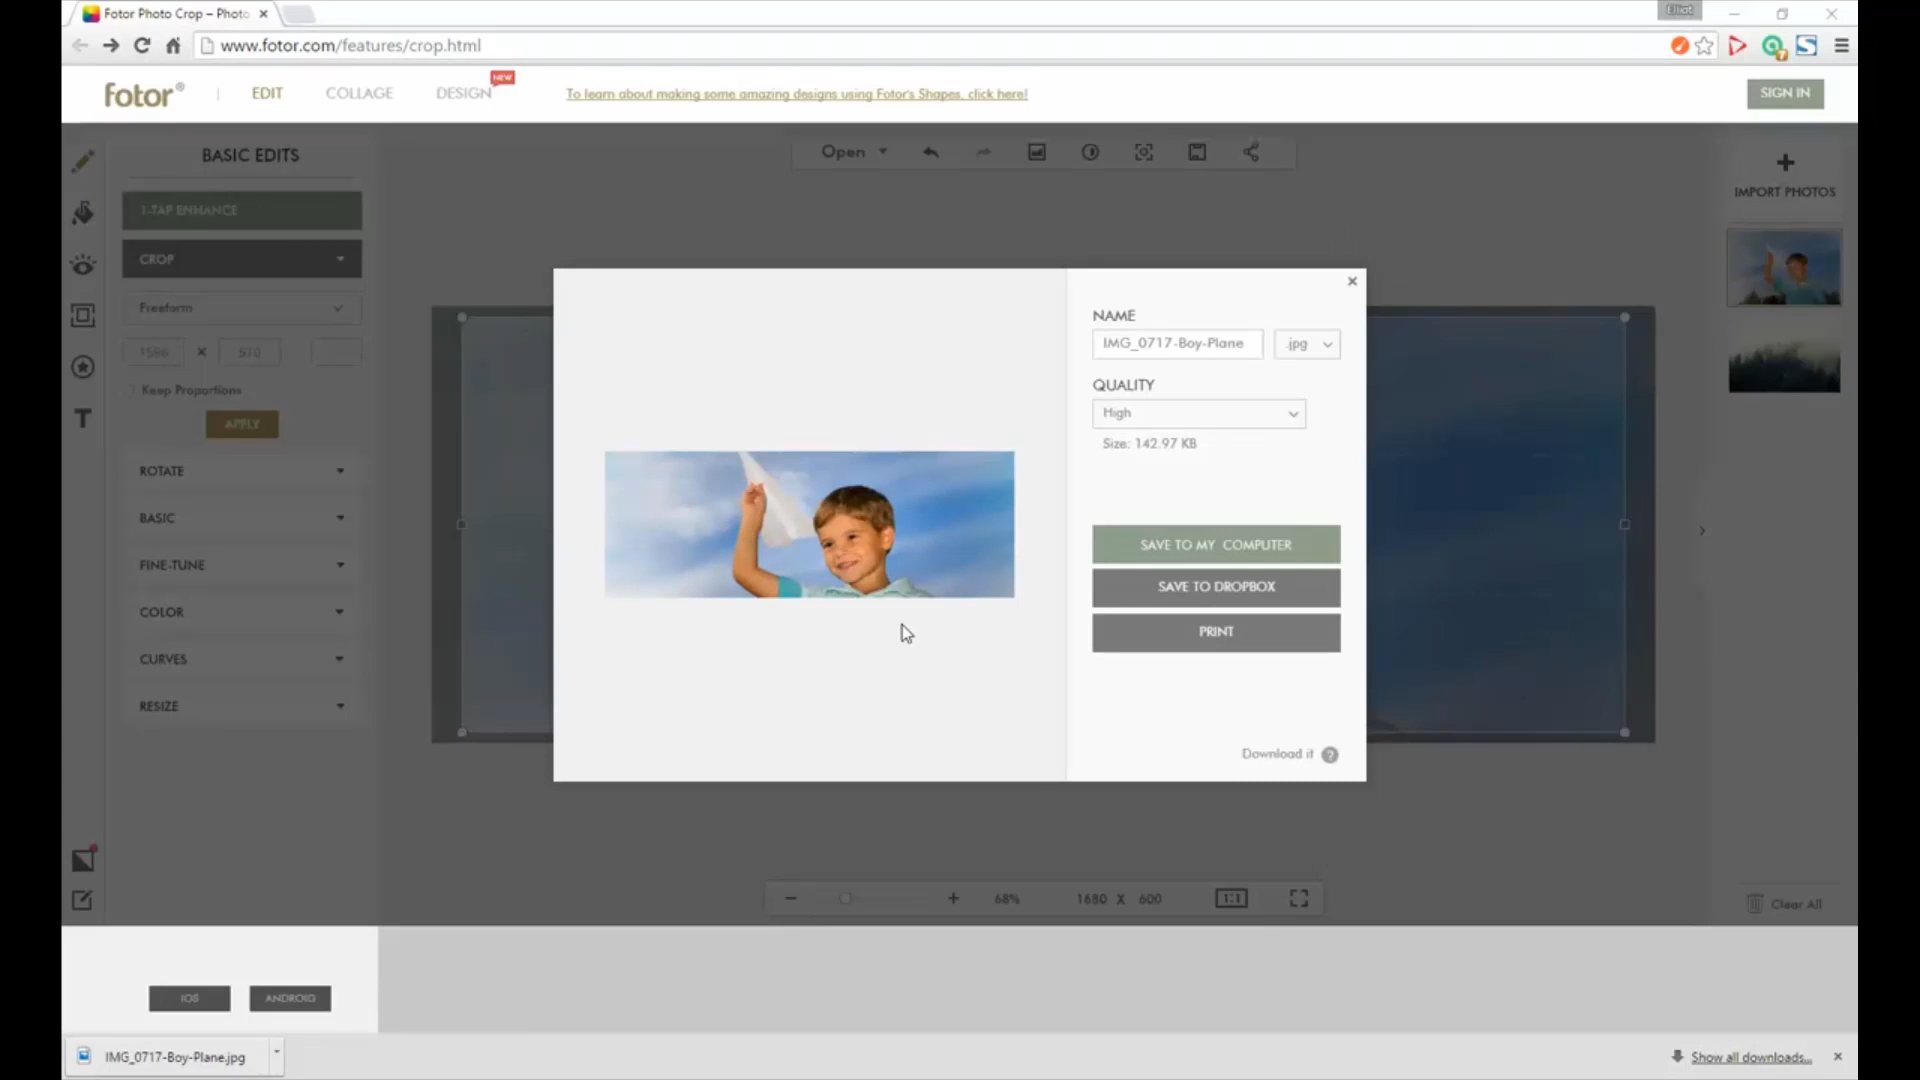 Fotor Photo Crop – Photo
Elliot
www.fotor.com/features/crop.html
fotor®
EDIT
COLLAGE
DESIGN
NEW
To learn about making some amazing designs using Fotor's Shapes, click here!
SIGN IN
BASIC EDITS
Open
IMPORT PHOTOS
1-TAP ENHANCE
CROP
Freeform
1586 × 570
Keep Proportions
APPLY
ROTATE
BASIC
FINE-TUNE
COLOR
CURVES
RESIZE
T
NAME
IMG_0717-Boy-Plane
.jpg
QUALITY
High
Size: 142.97 KB
SAVE TO MY COMPUTER
SAVE TO DROPBOX
PRINT
Download it ?
68%
1680 X 600
1:1
Clear All
IOS
ANDROID
IMG_0717-Boy-Plane.jpg
Show all downloads...